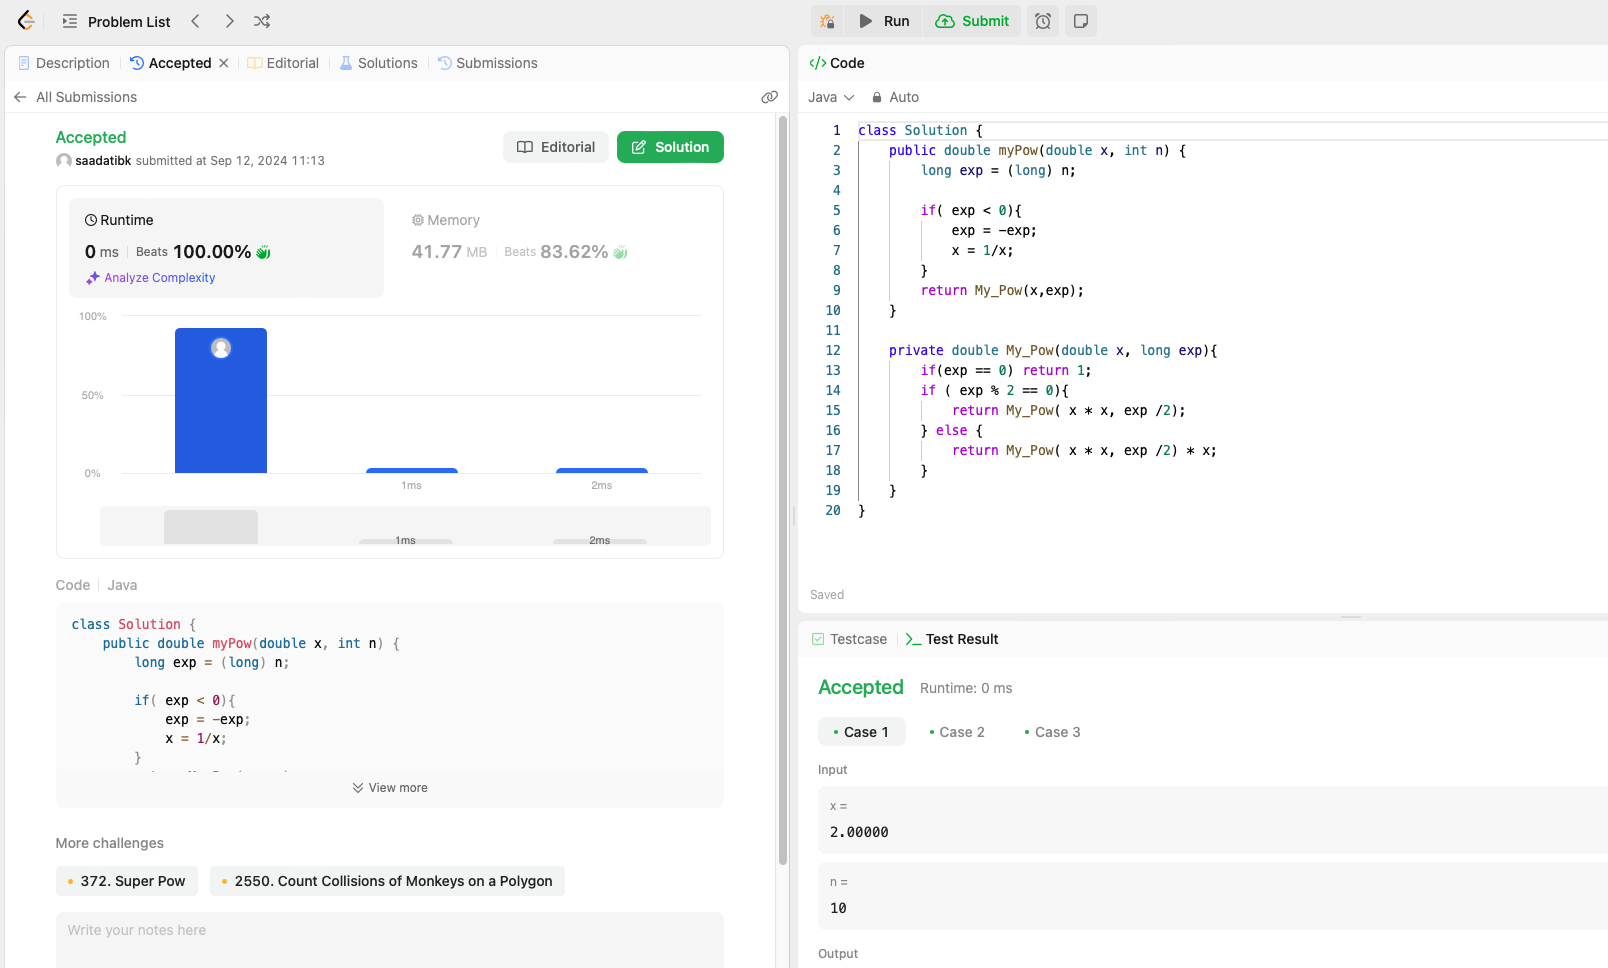 Problem List
Run
Submit
Description
Accepted
Editorial
Solutions
Submissions
All Submissions
Accepted
saadatibk submitted at Sep 12, 2024 11:13
Editorial
Solution
Runtime
0 ms Beats 100.00%
Analyze Complexity
Memory
41.77 MB Beats 83.62%
100%
50%
0%
1ms
2ms
1ms
2ms
Code
Java
class Solution {
    public double myPow(double x, int n) {
        long exp = (long) n;

        if( exp < 0){
            exp = -exp;
            x = 1/x;
        }
View more
More challenges
372. Super Pow
2550. Count Collisions of Monkeys on a Polygon
Write your notes here
</> Code
Java
Auto
1 class Solution {
2     public double myPow(double x, int n) {
3         long exp = (long) n;
4
5         if( exp < 0){
6             exp = -exp;
7             x = 1/x;
8         }
9         return My_Pow(x,exp);
10     }
11
12     private double My_Pow(double x, long exp){
13         if(exp == 0) return 1;
14         if ( exp % 2 == 0){
15             return My_Pow( x * x, exp /2);
16         } else {
17             return My_Pow( x * x, exp /2) * x;
18         }
19     }
20 }
Saved
Testcase
Test Result
Accepted
Runtime: 0 ms
Case 1
Case 2
Case 3
Input
x =
2.00000
n =
10
Output